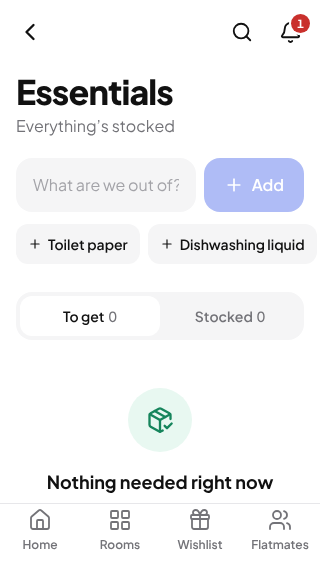 1
Essentials
Everything's stocked
What are we out of?
+ Add
+ Toilet paper
+ Dishwashing liquid
To get 0
Stocked 0
Nothing needed right now
Home
Rooms
Wishlist
Flatmates